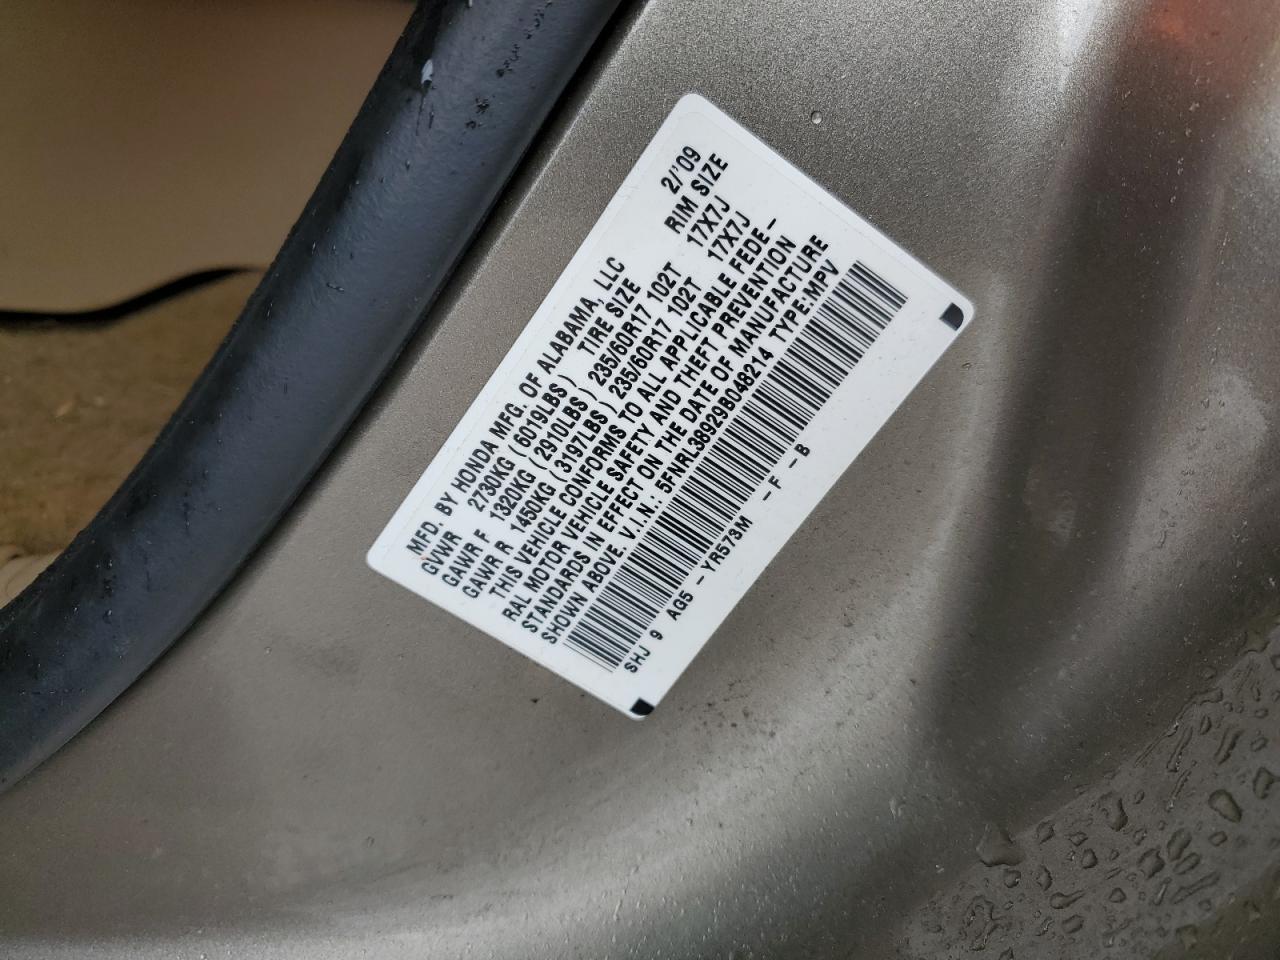 MFD. BY HONDA MFG. OF ALABAMA, LLC 2/'09
GVWR 2730KG (6019LBS) TIRE SIZE RIM SIZE
GAWR F 1320KG (2910LBS) 235/60R17 102T 17X7J
GAWR R 1450KG (3197LBS) 235/60R17 102T 17X7J
THIS VEHICLE CONFORMS TO ALL APPLICABLE FEDE-
RAL MOTOR VEHICLE SAFETY AND THEFT PREVENTION
STANDARDS IN EFFECT ON THE DATE OF MANUFACTURE
SHOWN ABOVE. V.I.N.: 5FNRL38929B048214 TYPE:MPV
SHJ 9 AG5 -YR573M -F -B